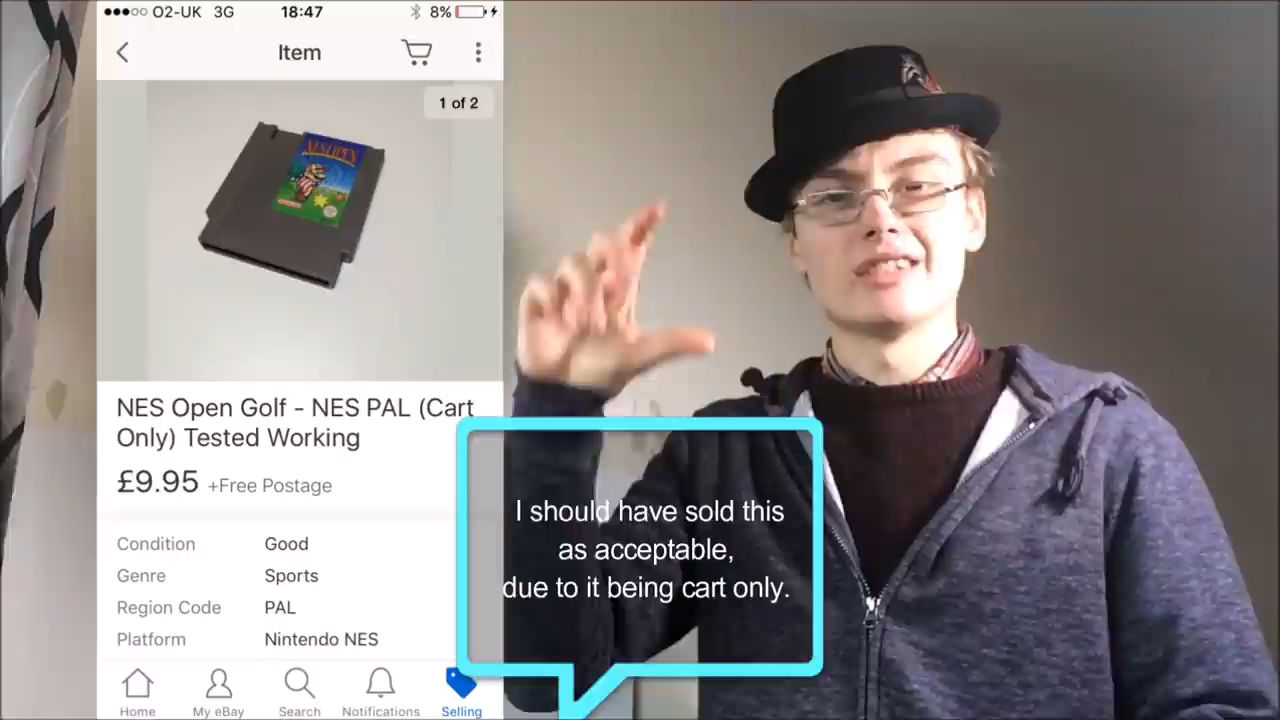 O2-UK 3G 18:47 8%
Item
1 of 2
NES OPEN
NES Open Golf - NES PAL (Cart
Only) Tested Working
£9.95 +Free Postage
Condition Good
Genre Sports
Region Code PAL
Platform Nintendo NES
Home My eBay Search Notifications Selling
I should have sold this
as acceptable,
due to it being cart only.